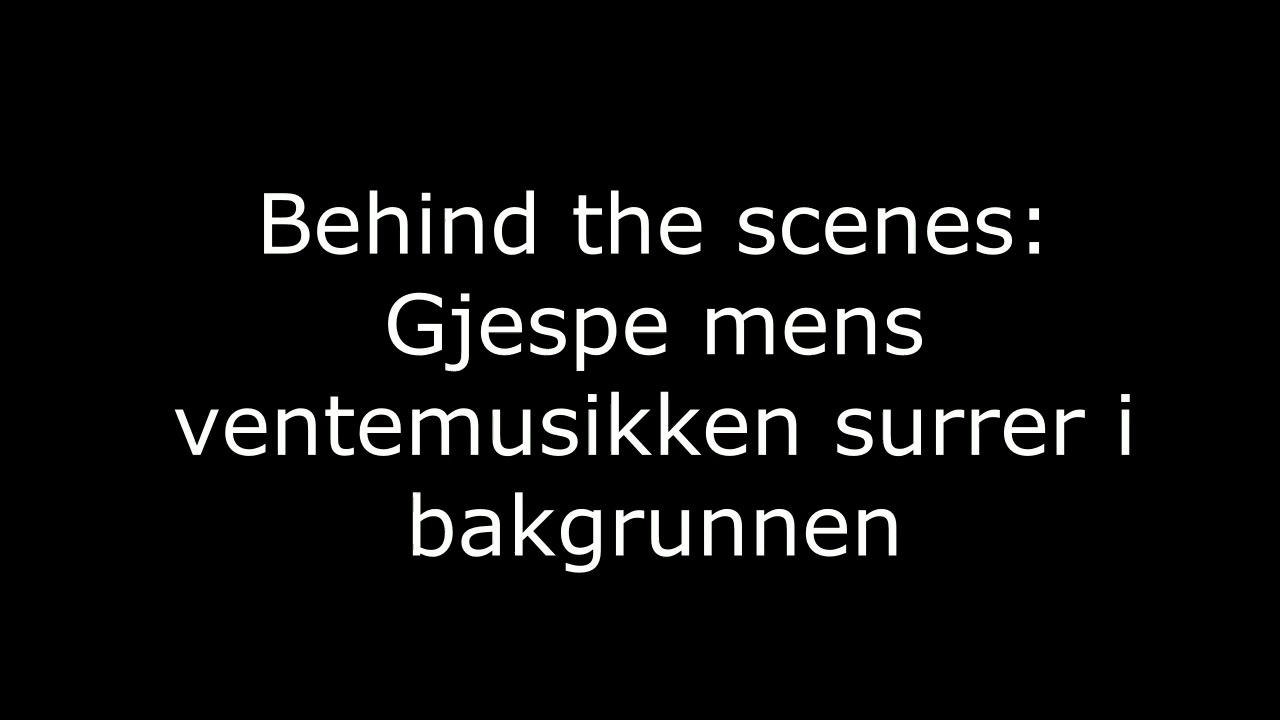 Behind the scenes:
Gjespe mens
ventemusikken surrer i
bakgrunnen